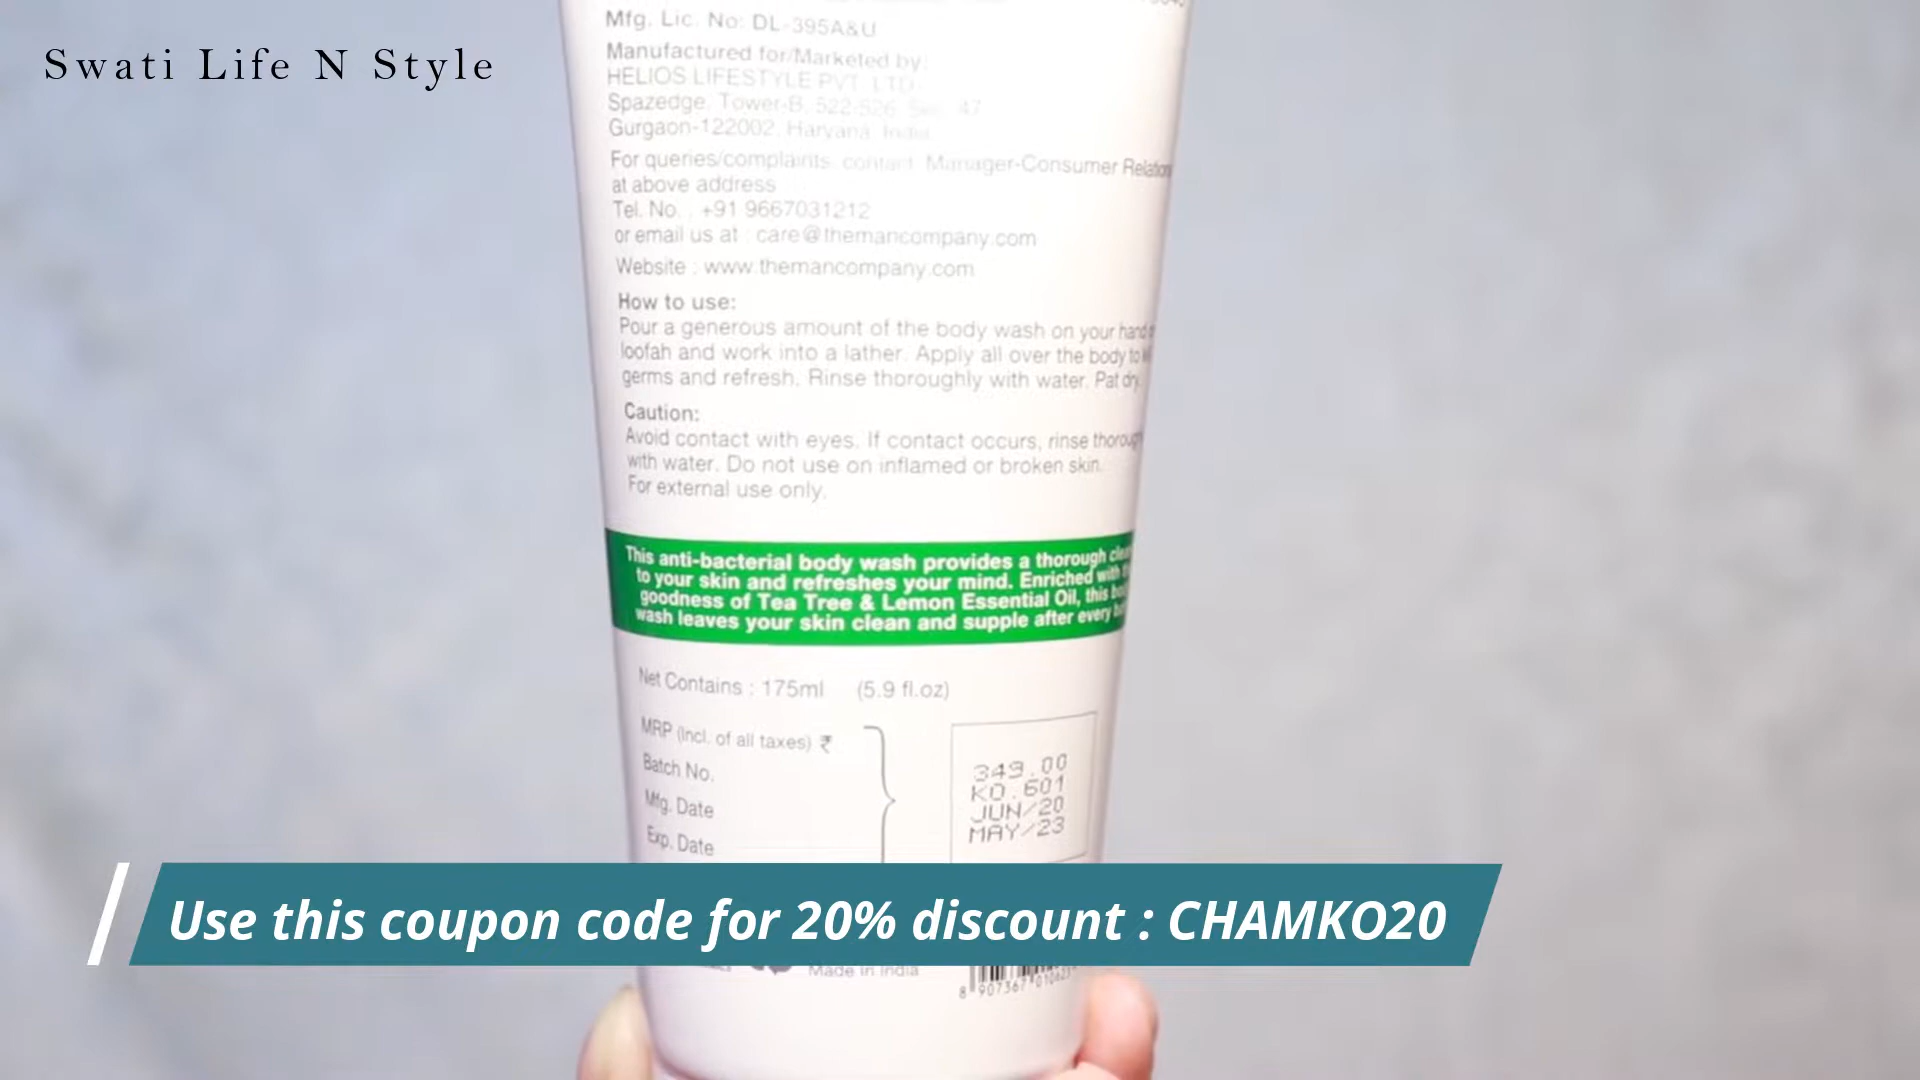 Swati Life N Style
Mfg. Lic. No: DL-395A&U
Manufactured for/Marketed by:
HELIOS LIFESTYLE PVT. LTD.
Spazedge, Tower-B, 522-526, Sec. 47
Gurgaon-122002, Haryana, India
For queries/complaints, contact: Manager-Consumer
at above address
Tel. No. : +91 9667031212
or email us at : care@themancompany.com
Website : www.themancompany.com
How to use:
Pour a generous amount of the body wash on your hand
loofah and work into a lather. Apply all over the body to
germs and refresh. Rinse thoroughly with water. Pat dry.
Caution:
Avoid contact with eyes. If contact occurs, rinse
with water. Do not use on inflamed or broken skin.
For external use only.
This anti-bacterial body wash provides a thorough
to your skin and refreshes your mind. Enriched with
goodness of Tea Tree & Lemon Essential Oil, this
wash leaves your skin clean and supple after every
Net Contains : 175ml (5.9 fl.oz)
MRP (Incl. of all taxes) ₹
349.00
Batch No.
KO.601
Mfg. Date
JUN/20
Exp. Date
MAY/23
Use this coupon code for 20% discount : CHAMKO20
Made in India
8 907367